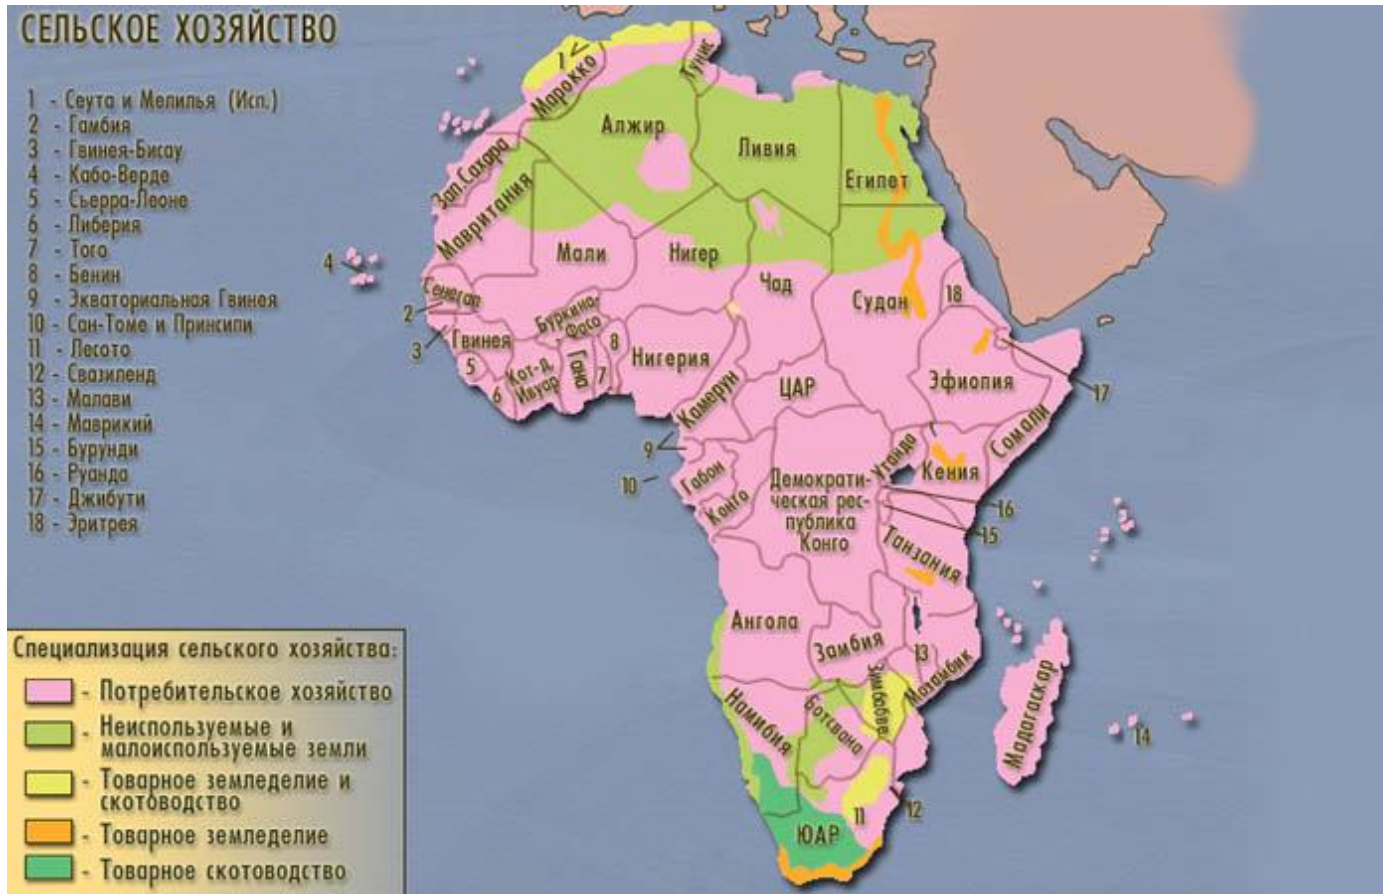 СЕЛЬСКОЕ ХОЗЯЙСТВО
1 - Сеута и Мелилья (Исп.)
2 - Гамбия
3 - Гвинея-Бисау
4 - Кабо-Верде
5 - Сьерра-Леоне
6 - Либерия
7 - Того
8 - Бенин
9 - Экваториальная Гвинея
10 - Сан-Томе и Принсипи
11 - Лесото
12 - Свазиленд
13 - Малави
14 - Маврикий
15 - Бурунди
16 - Руанда
17 - Джибути
18 - Эритрея
1
Марокко
Тунис
Алжир
Ливия
Египет
Зап.Сахара
Мавритания
Мали
Нигер
Чад
Судан
18
4
Сенегал
2
3
Гвинея
Буркина-
Фасо
5
6
Кот-д,
Ивуар
Гана
7
8
Нигерия
Камерун
ЦАР
Эфиопия
17
Сомали
9
10
Габон
Конго
Демократи-
ческая рес-
публика
Конго
Уганда
Кения
16
15
Танзания
Ангола
Замбия
13
Мозамбик
Зимбабве
Намибия
Ботсвана
Мадагаскар
14
12
11
ЮАР
Специализация сельского хозяйства:
- Потребительское хозяйство
- Неиспользуемые и
малоиспользуемые земли
- Товарное земледелие и
скотоводство
- Товарное земледелие
- Товарное скотоводство